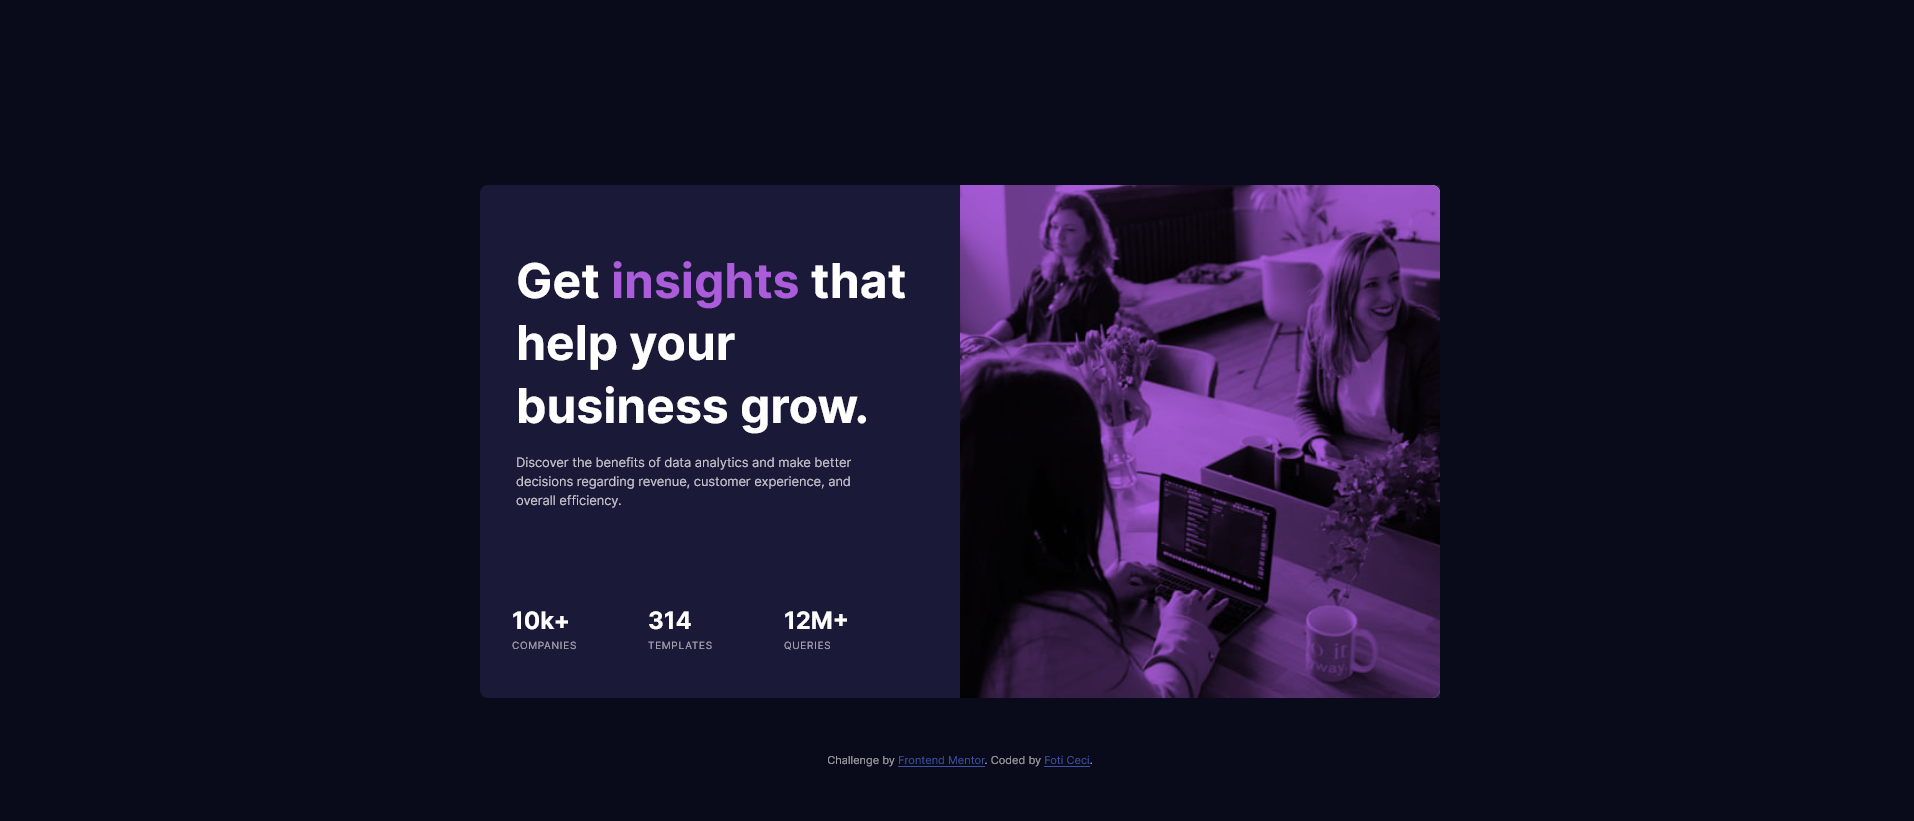 Get insights that
help your
business grow.
Discover the benefits of data analytics and make better
decisions regarding revenue, customer experience, and
overall efficiency.
10k+ 314 12M+
COMPANIES TEMPLATES QUERIES
it
way
Challenge by Frontend Mentor. Coded by Foti Ceci.